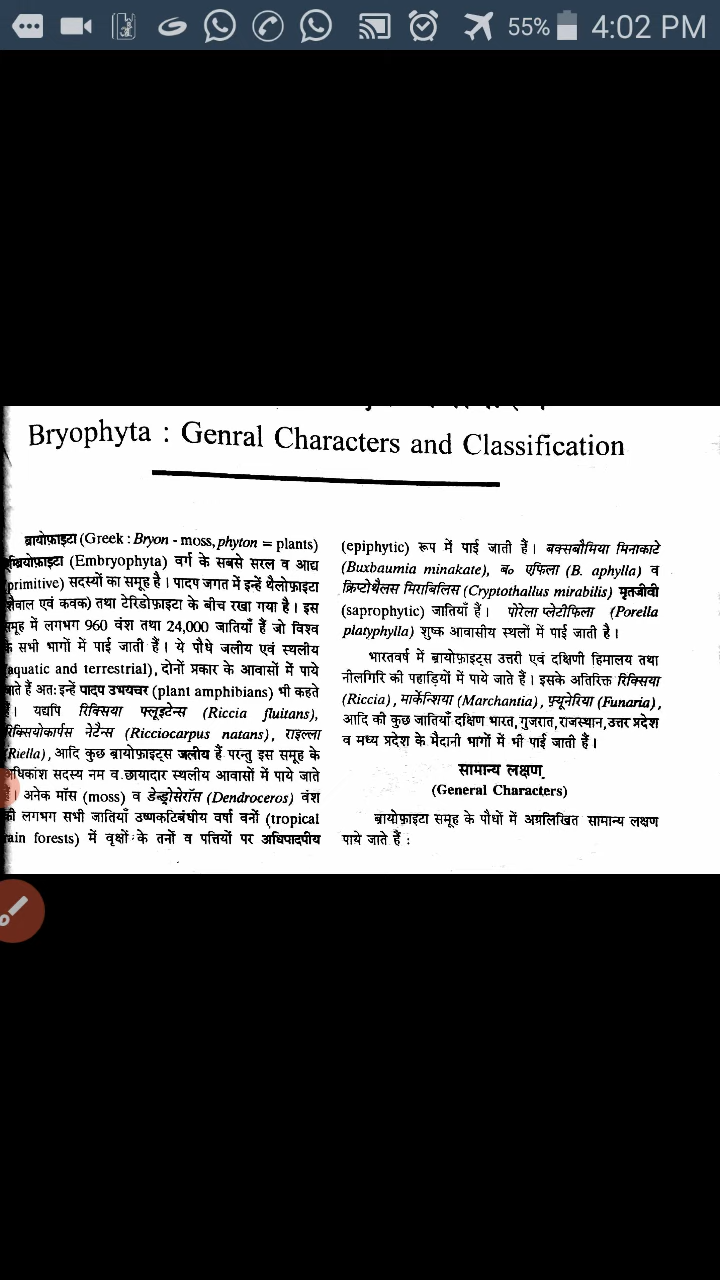 55% 4:02 PM
Bryophyta : Genral Characters and Classification
ब्रायोफ़ाइटा (Greek : Bryon - moss, phyton = plants)
(Embryophyta) वर्ग के सबसे सरल व आद्य
primitive) सदस्यों का समूह है। पादप जगत में इन्हें थैलोफ़ाइटा
एवं कवक) तथा टेरिडोफ़ाइटा के बीच रखा गया है। इस
में लगभग 960 वंश तथा 24,000 जातियाँ हैं जो विश्व
सभी भागों में पाई जाती हैं। ये पौधे जलीय एवं स्थलीय
aquatic and terrestrial), दोनों प्रकार के आवासों में पाये
जाते हैं अतः इन्हें पादप उभयचर (plant amphibians) भी कहते
। यद्यपि रिक्सिया फ्लूइटेन्स (Riccia fluitans),
रिक्सियोकार्पस नेटेन्स (Ricciocarpus natans), राइल्ला
Riella), आदि कुछ ब्रायोफ़ाइट्स जलीय हैं परन्तु इस समूह के
अधिकांश सदस्य नम व छायादार स्थलीय आवासों में पाये जाते
। अनेक मॉस (moss) व डेन्ड्रोसेरॉस (Dendroceros) वंश
की लगभग सभी जातियाँ उष्णकटिबंधीय वर्षा वनों (tropical
ain forests) में वृक्षों के तनों व पत्तियों पर अधिपादपीय
(epiphytic) रूप में पाई जाती हैं। बक्सबौमिया मिनाकाटे
(Buxbaumia minakate), ब० एफिला (B. aphylla) व
क्रिप्टोथैलस मिराबिलिस (Cryptothallus mirabilis) मृतजीवी
(saprophytic) जातियाँ हैं। पोरेला प्लेटीफिला (Porella
platyphylla) शुष्क आवासीय स्थलों में पाई जाती है।
भारतवर्ष में ब्रायोफ़ाइट्स उत्तरी एवं दक्षिणी हिमालय तथा
नीलगिरि की पहाड़ियों में पाये जाते हैं। इसके अतिरिक्त रिक्सिया
(Riccia), मार्केन्शिया (Marchantia), फ़्यूनेरिया (Funaria),
आदि की कुछ जातियाँ दक्षिण भारत, गुजरात, राजस्थान, उत्तर प्रदेश
व मध्य प्रदेश के मैदानी भागों में भी पाई जाती हैं।
सामान्य लक्षण
(General Characters)
ब्रायोफ़ाइटा समूह के पौधों में अग्रलिखित सामान्य लक्षण
पाये जाते हैं :